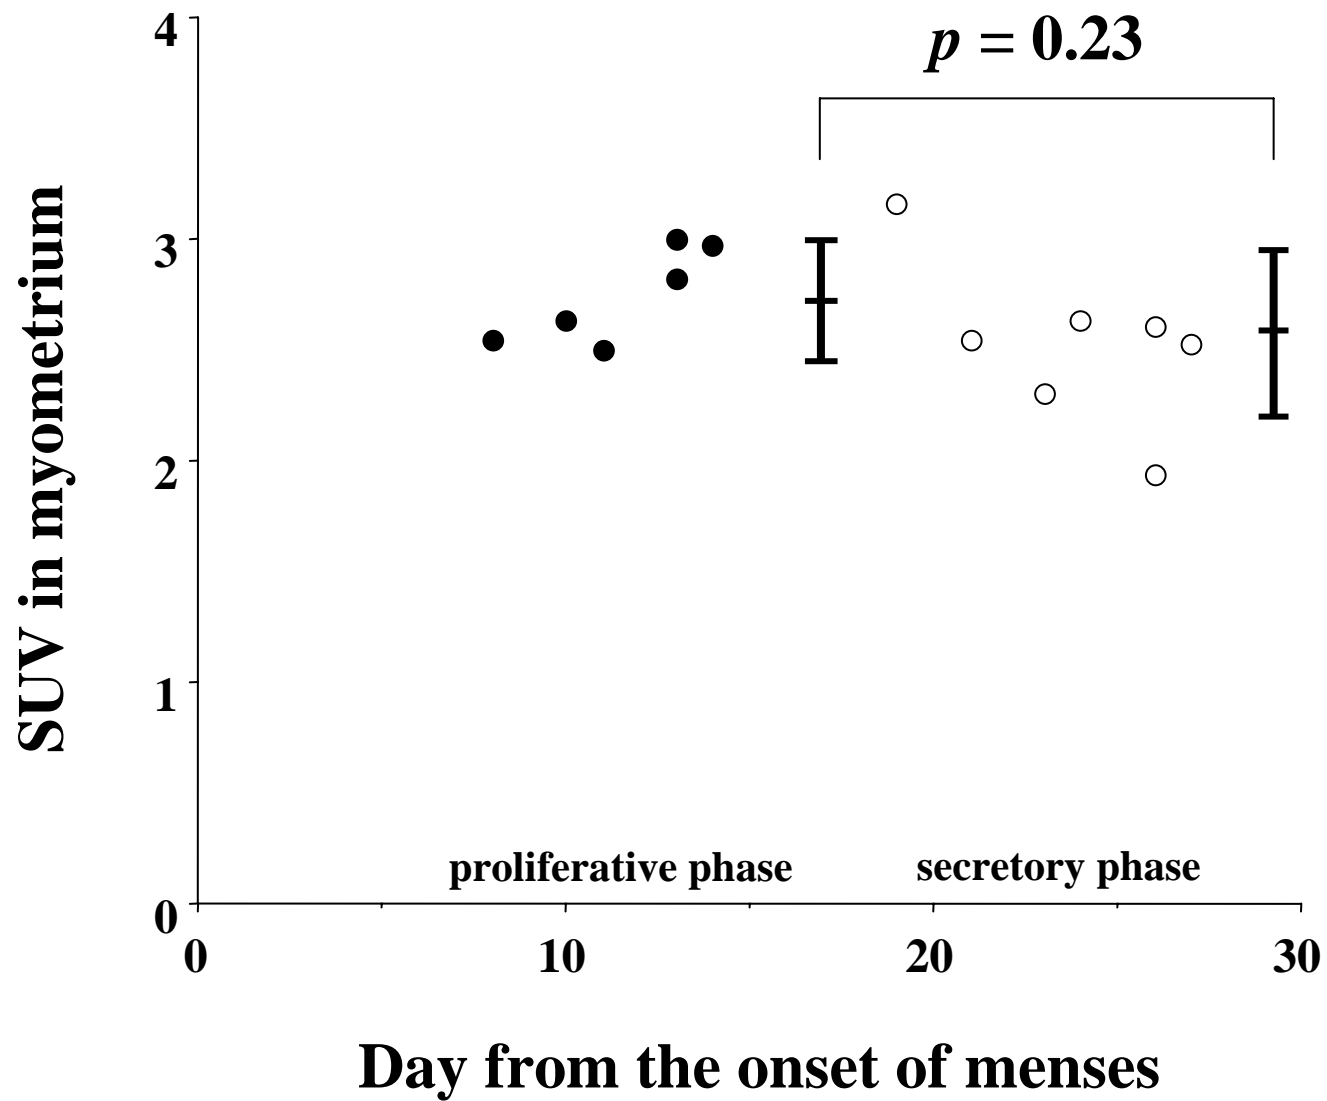 p = 0.23
SUV in myometrium
4
3
2
1
0
proliferative phase
secretory phase
0 10 20 30
Day from the onset of menses